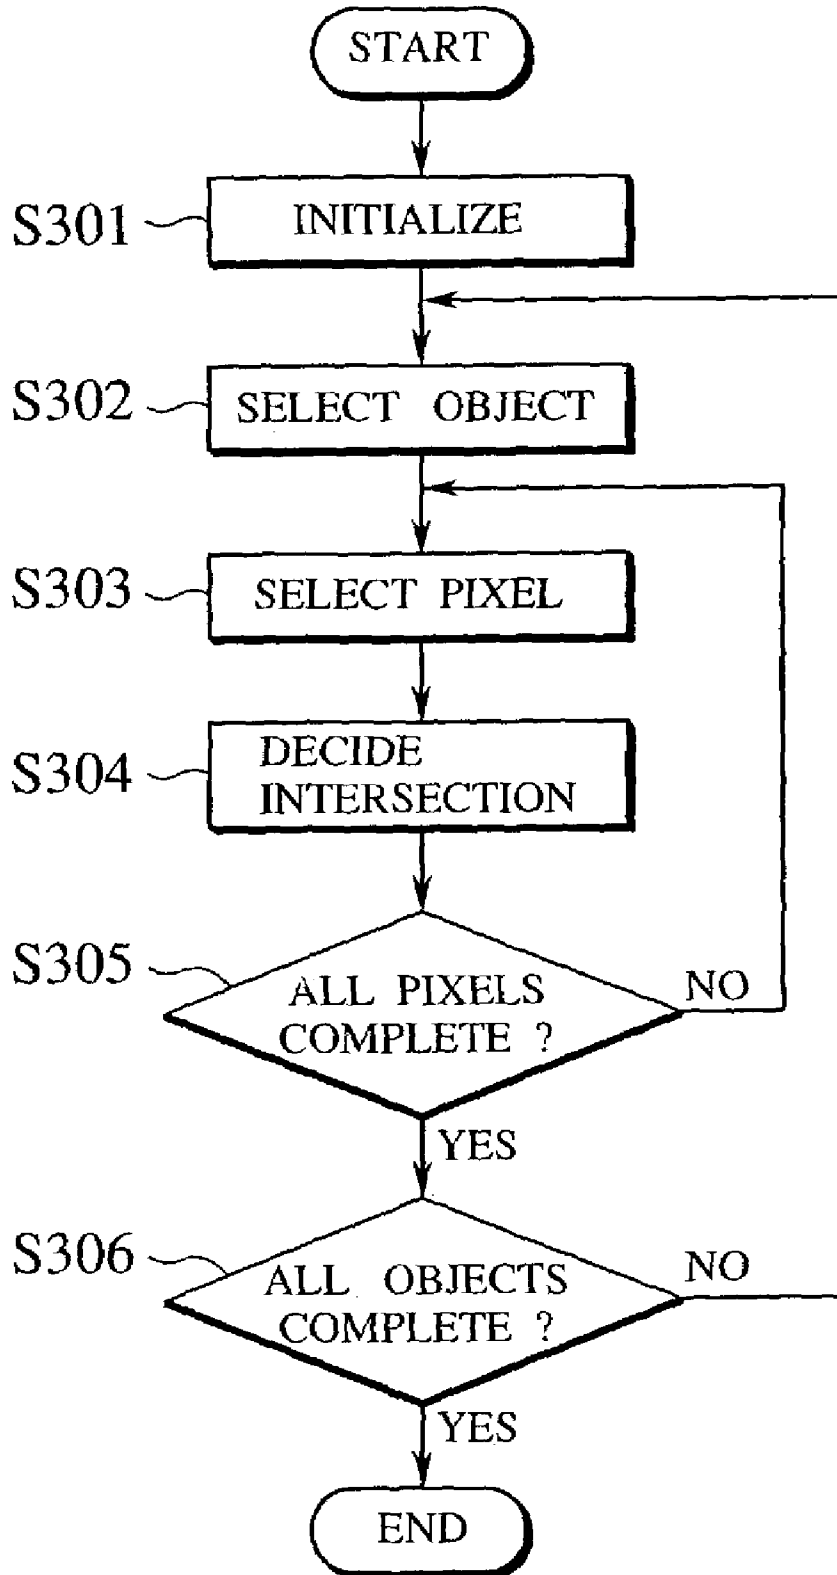 START
S301
INITIALIZE
S302
SELECT OBJECT
S303
SELECT PIXEL
S304
DECIDE
INTERSECTION
S305
ALL PIXELS
COMPLETE ?
NO
YES
S306
ALL OBJECTS
COMPLETE ?
NO
YES
END